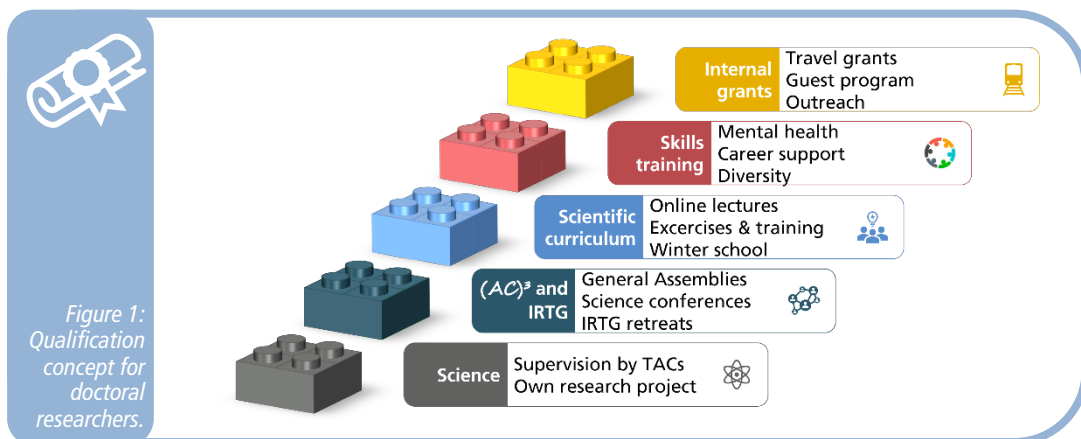 Internal
grants
Travel grants
Guest program
Outreach
Skills
training
Mental health
Career support
Diversity
Scientific
curriculum
Online lectures
Excercises & training
Winter school
(AC)³ and
IRTG
General Assemblies
Science conferences
IRTG retreats
Science
Supervision by TACs
Own research project
Figure 1:
Qualification
concept for
doctoral
researchers.